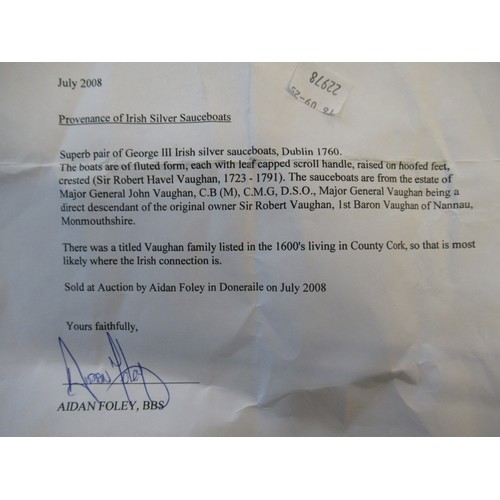 July 2008
22978
16 09-25
Provenance of Irish Silver Sauceboats
Superb pair of George III Irish silver sauceboats, Dublin 1760.
The boats are of fluted form, each with leaf capped scroll handle, raised on hoofed feet,
crested (Sir Robert Havel Vaughan, 1723 - 1791). The sauceboats are from the estate of
Major General John Vaughan, C.B (M), C.M.G, D.S.O., Major General Vaughan being a
direct descendant of the original owner Sir Robert Vaughan, 1st Baron Vaughan of Nannau,
Monmouthshire.
There was a titled Vaughan family listed in the 1600's living in County Cork, so that is most
likely where the Irish connection is.
Sold at Auction by Aidan Foley in Doneraile on July 2008
Yours faithfully,
Aidan Foley
AIDAN FOLEY, BBS